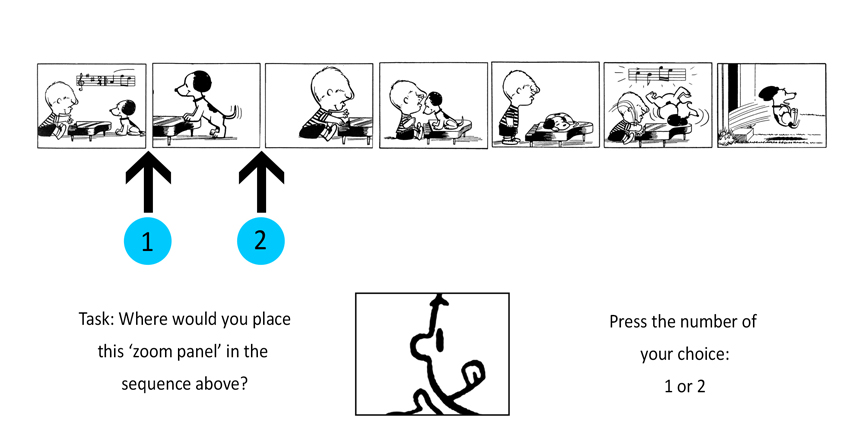 1
2
Task: Where would you place
this ‘zoom panel’ in the
sequence above?
Press the number of
your choice:
1 or 2